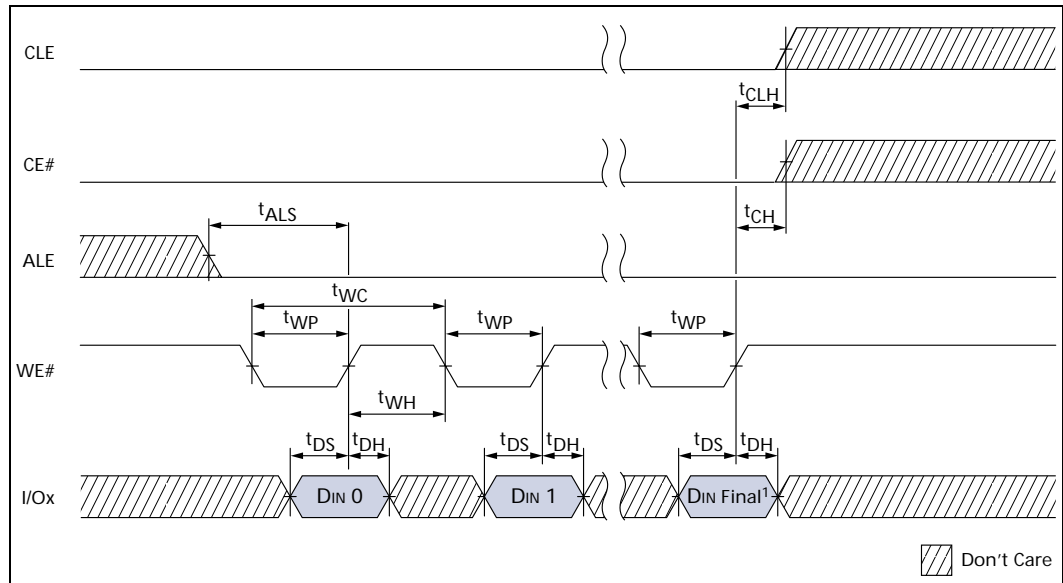 CLE
tCLH
CE#
tCH
tALS
ALE
tWC
tWP tWP tWP
WE#
tWH
tDS tDH tDS tDH tDS tDH
I/Ox DIN 0 DIN 1 DIN Final1
Don't Care